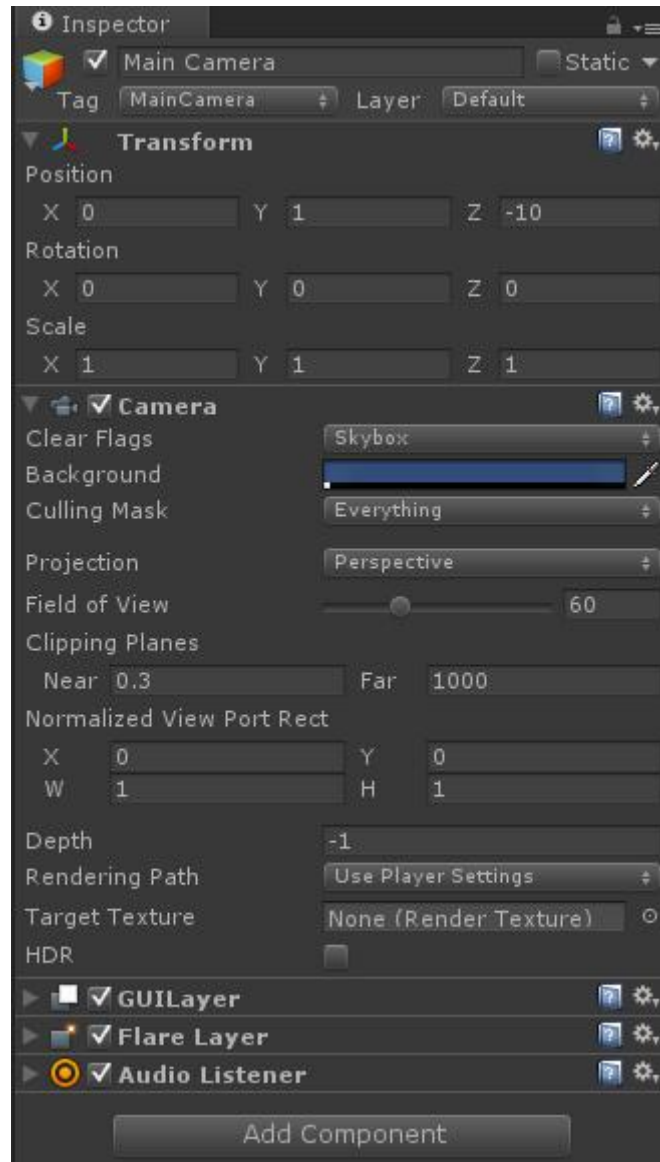 Inspector
Main Camera Static
Tag MainCamera Layer Default
Transform
Position
X 0 Y 1 Z -10
Rotation
X 0 Y 0 Z 0
Scale
X 1 Y 1 Z 1
Camera
Clear Flags Skybox
Background
Culling Mask Everything
Projection Perspective
Field of View 60
Clipping Planes
Near 0.3 Far 1000
Normalized View Port Rect
X 0 Y 0
W 1 H 1
Depth -1
Rendering Path Use Player Settings
Target Texture None (Render Texture)
HDR
GUILayer
Flare Layer
Audio Listener
Add Component